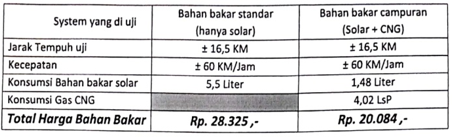 System yang di uji | Bahan bakar standar (hanya solar) | Bahan bakar campuran (Solar + CNG)
Jarak Tempuh uji | ± 16,5 KM | ± 16,5 KM
Kecepatan | ± 60 KM/Jam | ± 60 KM/Jam
Konsumsi Bahan bakar solar | 5,5 Liter | 1,48 Liter
Konsumsi Gas CNG | | 4,02 LsP
Total Harga Bahan Bakar | Rp. 28.325 ,- | Rp. 20.084 ,-